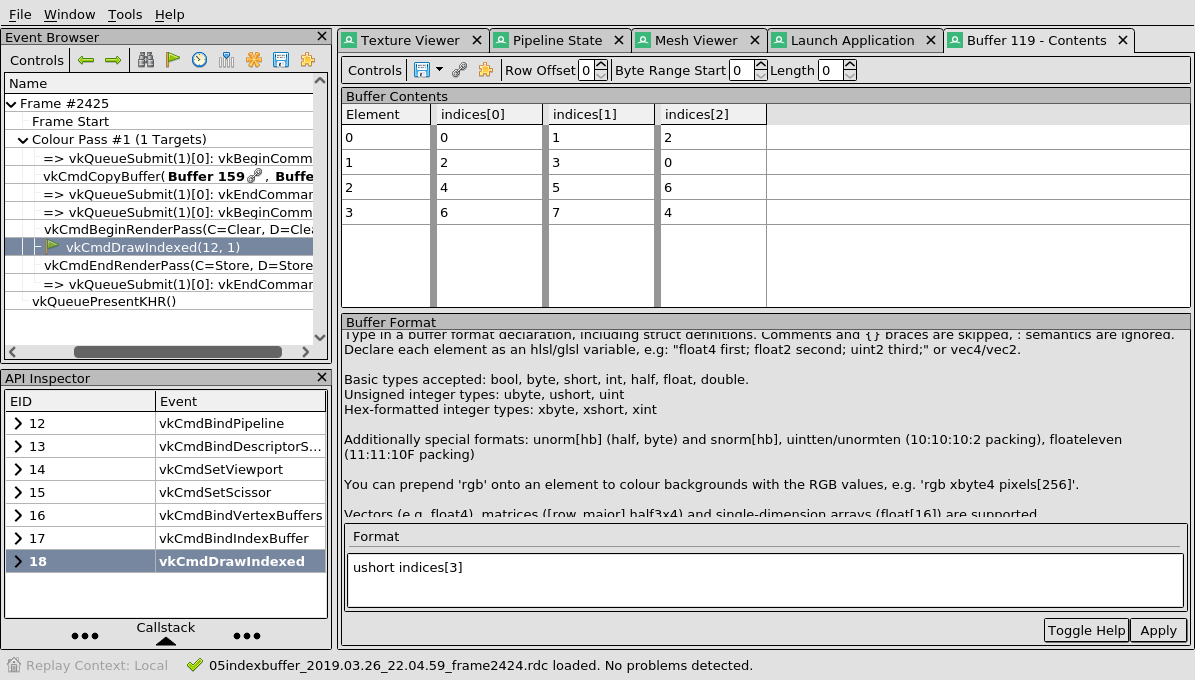 File Window Tools Help
Event Browser
Controls
Name
Frame #2425
Frame Start
Colour Pass #1 (1 Targets)
=> vkQueueSubmit(1)[0]: vkBeginComm
vkCmdCopyBuffer( Buffer 159 , Buffe
=> vkQueueSubmit(1)[0]: vkEndCommar
=> vkQueueSubmit(1)[0]: vkBeginComm
vkCmdBeginRenderPass(C=Clear, D=Clea
vkCmdDrawIndexed(12, 1)
vkCmdEndRenderPass(C=Store, D=Store
=> vkQueueSubmit(1)[0]: vkEndCommar
vkQueuePresentKHR()
API Inspector
EID Event
12 vkCmdBindPipeline
13 vkCmdBindDescriptorS...
14 vkCmdSetViewport
15 vkCmdSetScissor
16 vkCmdBindVertexBuffers
17 vkCmdBindIndexBuffer
18 vkCmdDrawIndexed
Callstack
Texture Viewer Pipeline State Mesh Viewer Launch Application Buffer 119 - Contents
Controls Row Offset 0 Byte Range Start 0 Length 0
Buffer Contents
Element indices[0] indices[1] indices[2]
0 0 1 2
1 2 3 0
2 4 5 6
3 6 7 4
Buffer Format
Type in a buffer format declaration, including struct definitions. Comments and {} braces are skipped, : semantics are ignored.
Declare each element as an hlsl/glsl variable, e.g: "float4 first; float2 second; uint2 third;" or vec4/vec2.
Basic types accepted: bool, byte, short, int, half, float, double.
Unsigned integer types: ubyte, ushort, uint
Hex-formatted integer types: xbyte, xshort, xint
Additionally special formats: unorm[hb] (half, byte) and snorm[hb], uintten/unormten (10:10:10:2 packing), floateleven
(11:11:10F packing)
You can prepend 'rgb' onto an element to colour backgrounds with the RGB values, e.g. 'rgb xbyte4 pixels[256]'.
Vectors (e.g. float4), matrices ([row_major] half3x4) and single-dimension arrays (float[16]) are supported.
Format
ushort indices[3]
Toggle Help Apply
Replay Context: Local 05indexbuffer_2019.03.26_22.04.59_frame2424.rdc loaded. No problems detected.